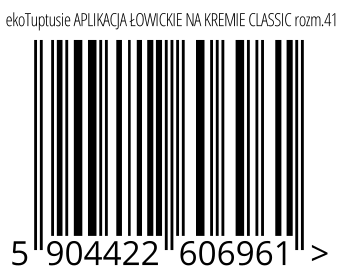 ekoTuptusie APLIKACJA ŁOWICKIE NA KREMIE CLASSIC rozm.41
5 904422 606961 >